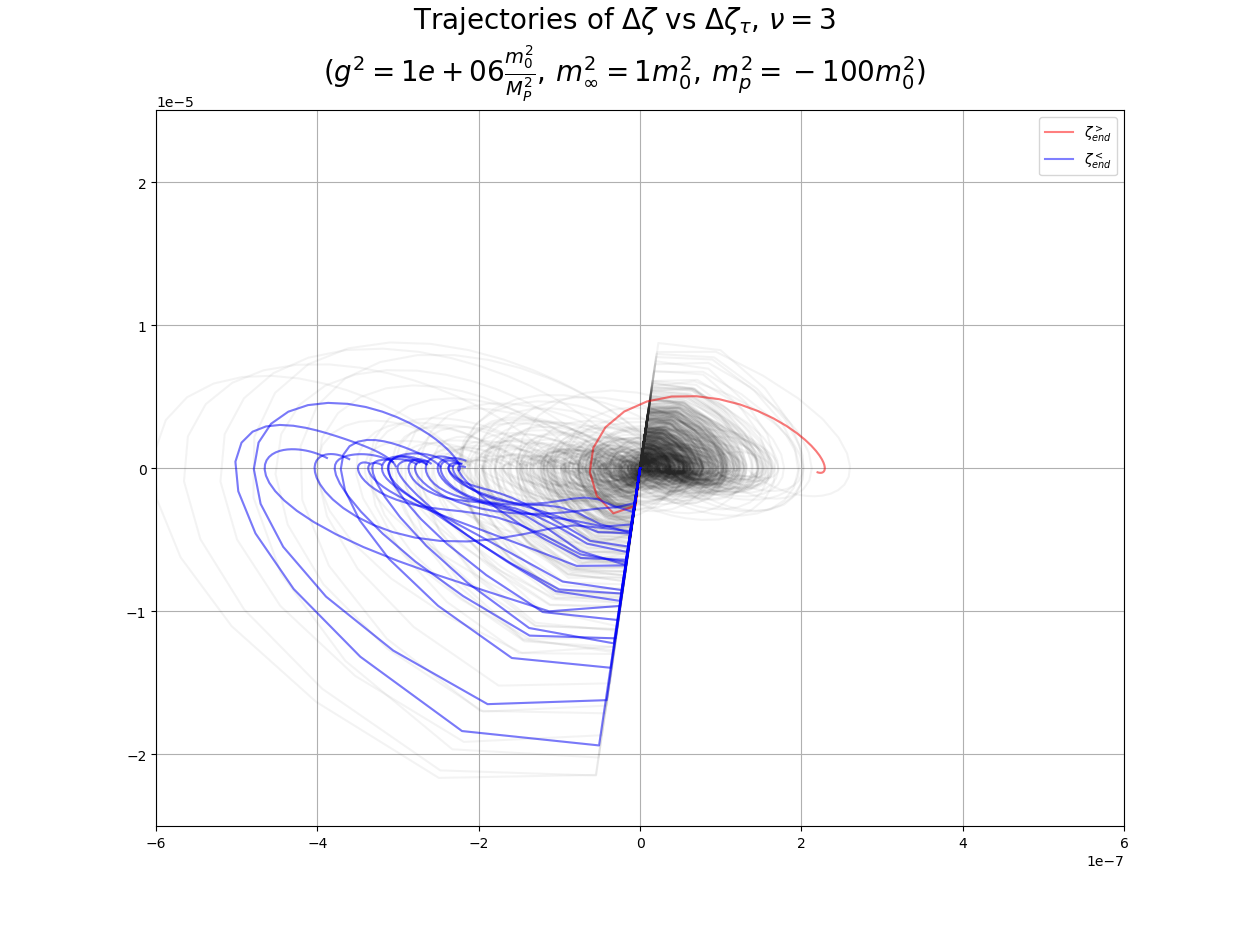 Trajectories of Δζ vs Δζ_τ, ν = 3
(g² = 1e + 06 m₀²/M_P², m_∞² = 1m₀², m_p² = −100m₀²)
1e−5
ζ_end^>
ζ_end^<
2
1
0
−1
−2
−6 −4 −2 0 2 4 6
1e−7